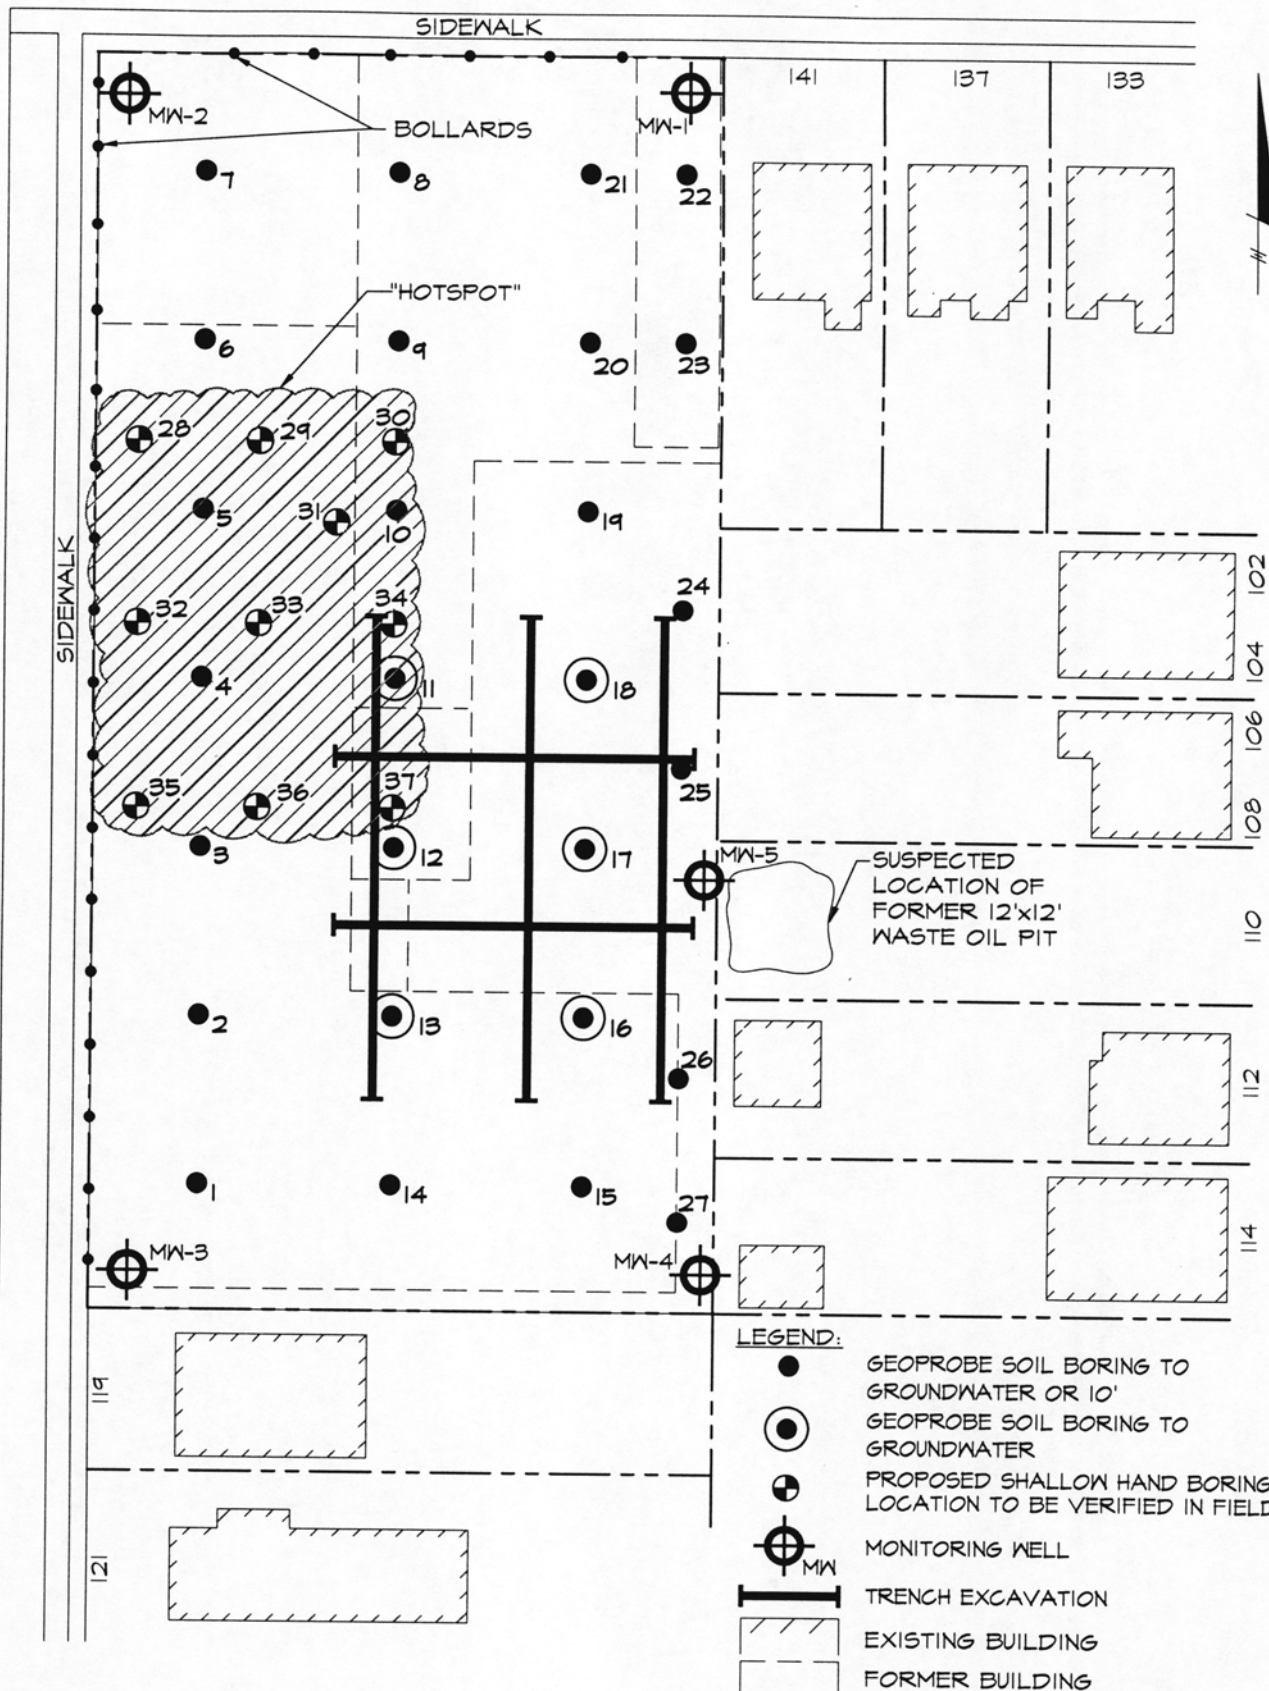 SIDEWALK
141
137
133
MW-2
MW-1
BOLLARDS
7
8
21
22
"HOTSPOT"
6
9
20
23
28
29
30
5
31
10
19
SIDEWALK
24
102
32
33
34
104
4
11
18
106
25
108
35
36
37
3
12
17
MW-5
SUSPECTED
LOCATION OF
FORMER 12'x12'
WASTE OIL PIT
110
2
13
16
26
112
1
14
15
27
114
MW-3
MW-4
119
121
LEGEND:
GEOPROBE SOIL BORING TO
GROUNDWATER OR 10'
GEOPROBE SOIL BORING TO
GROUNDWATER
PROPOSED SHALLOW HAND BORING
LOCATION TO BE VERIFIED IN FIELD
MONITORING WELL
MW
TRENCH EXCAVATION
EXISTING BUILDING
FORMER BUILDING